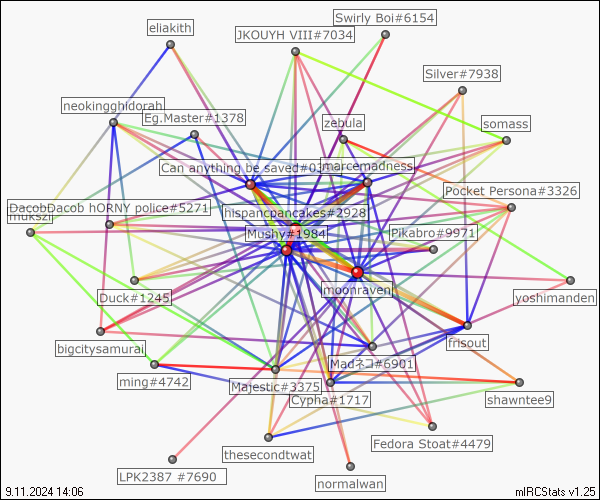 Swirly Boi#6154
eliakith
JKOUYH VIII#7034
Silver#7938
neokingghidorah
Eg.Master#1378
zebula
somass
Can anything be saved#03
marcemadness
Pocket Persona#3326
DacobDacob hORNY police#5271
hispancpancakes#2928
mukszi
Mushy#1984
Pikabro#9971
moonraven
Duck#1245
yoshimanden
bigcitysamurai
frisout
Madネコ#6901
ming#4742
Majestic#3375
Cypha#1717
shawntee9
Fedora Stoat#4479
thesecondtwat
LPK2387 #7690
normalwan
9.11.2024 14:06
mIRCStats v1.25